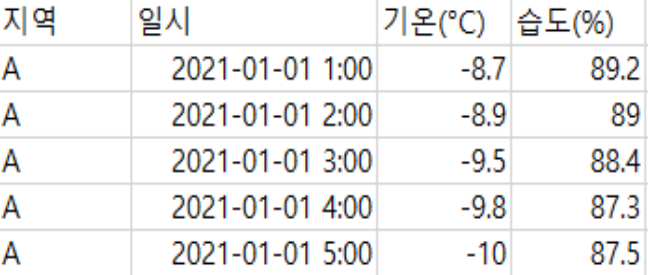 지역 일시 기온(°C) 습도(%)
A 2021-01-01 1:00 -8.7 89.2
A 2021-01-01 2:00 -8.9 89
A 2021-01-01 3:00 -9.5 88.4
A 2021-01-01 4:00 -9.8 87.3
A 2021-01-01 5:00 -10 87.5